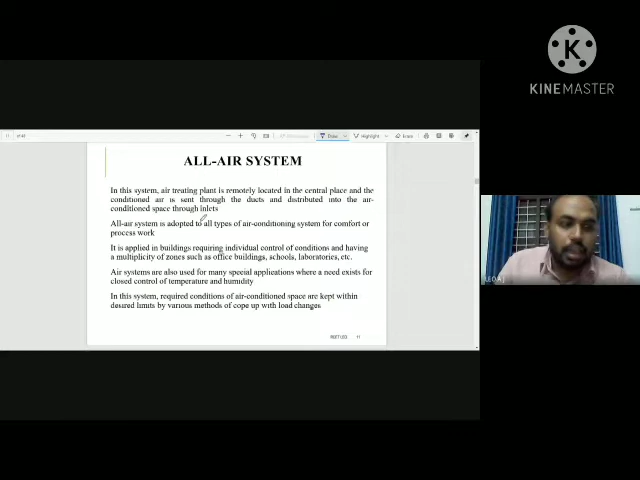 KINEMASTER
Draw
Highlight
Erase
ALL-AIR SYSTEM
In this system, air treating plant is remotely located in the central place and the
conditioned air is sent through the ducts and distributed into the air-
conditioned space through inlets
All-air system is adopted to all types of air-conditioning system for comfort or
process work
It is applied in buildings requiring individual control of conditions and having
a multiplicity of zones such as office buildings, schools, laboratories, etc.
Air systems are also used for many special applications where a need exists for
closed control of temperature and humidity
In this system, required conditions of air-conditioned space are kept within
desired limits by various methods of cope up with load changes